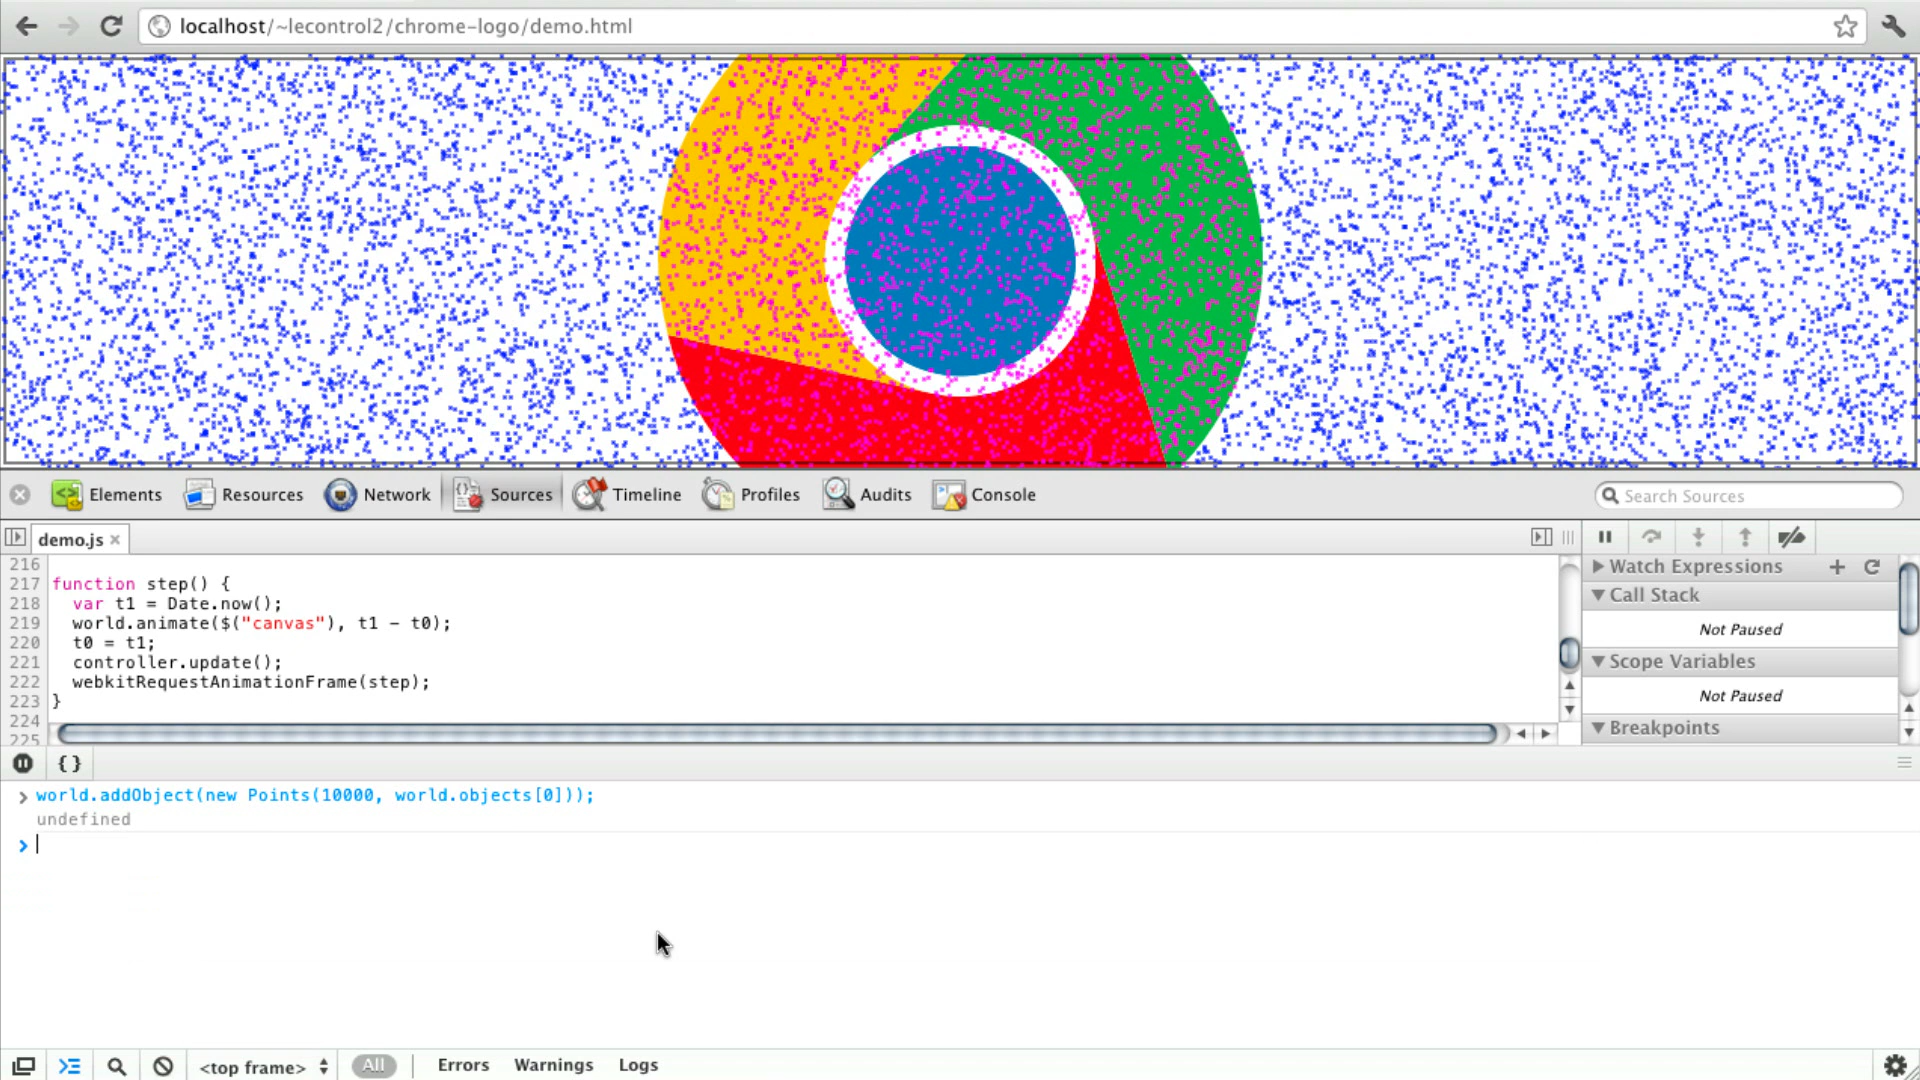 localhost/~lecontrol2/chrome-logo/demo.html
Elements Resources Network Sources Timeline Profiles Audits Console Search Sources
demo.js
216
217 function step() {
218 var t1 = Date.now();
219 world.animate($("canvas"), t1 - t0);
220 t0 = t1;
221 controller.update();
222 webkitRequestAnimationFrame(step);
223 }
224
225
Watch Expressions
Call Stack
Not Paused
Scope Variables
Not Paused
Breakpoints
{ }
> world.addObject(new Points(10000, world.objects[0]));
undefined
>
<top frame> All Errors Warnings Logs